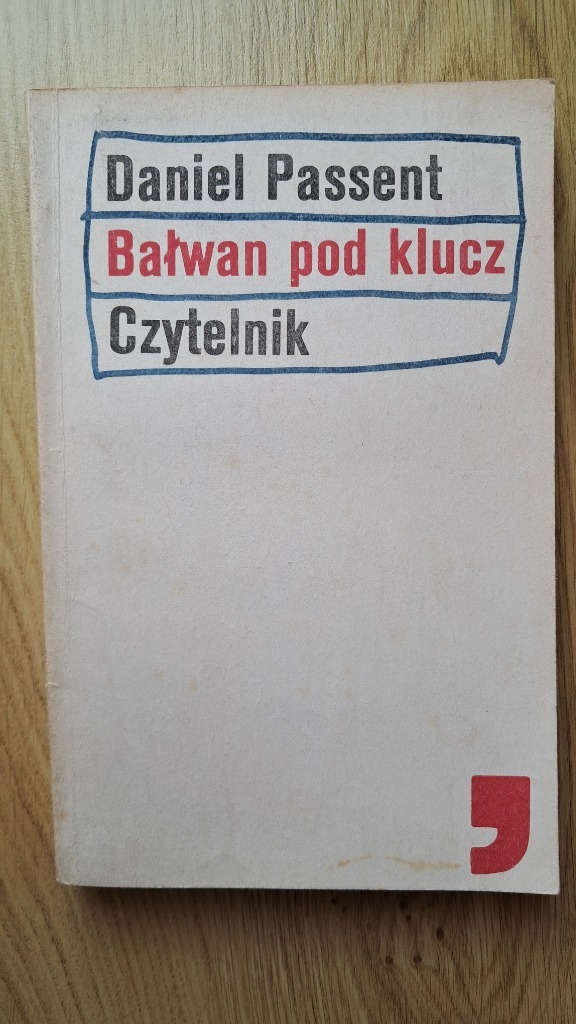 Daniel Passent
Bałwan pod klucz
Czytelnik